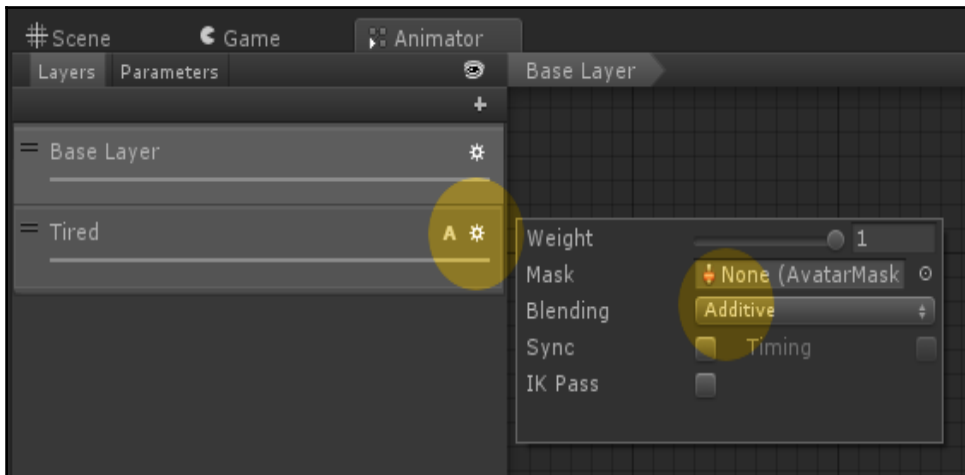 Scene Game Animator
Layers Parameters Base Layer
+
Base Layer
Tired A
Weight 1
Mask None (AvatarMask
Blending Additive
Sync Timing
IK Pass